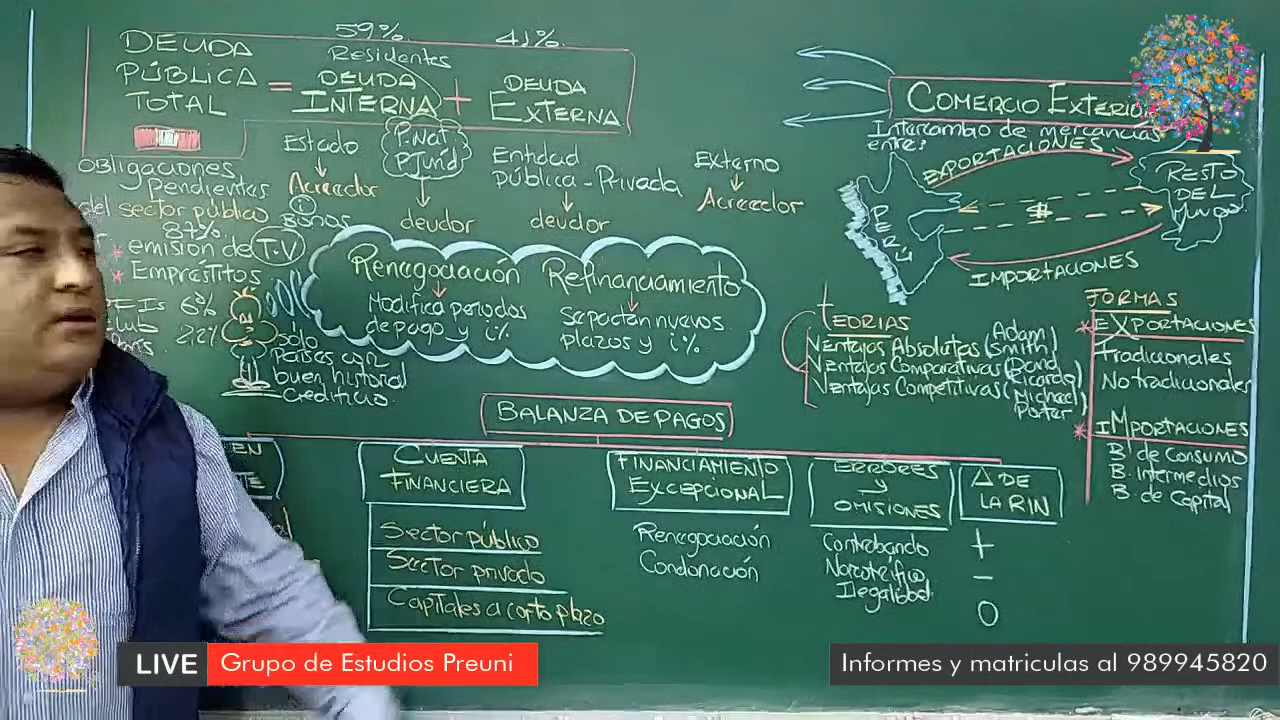 59%
41%
DEUDA
PÚBLICA
TOTAL
=
Residentes
DEUDA
INTERNA
+
DEUDA
EXTERNA
Obligaciones
pendientes
del sector público
87%
* emisión de T.V
* Empréstitos
6%
Club
22%
sólo
países con
buen historial
crediticio.
Estado
Acreedor
①
Bonos
P. Nat
P. Juríd
deudor
Entidad
pública - Privada
deudor
Externo
Acreedor
Renegociación
Modifica periodos
de pago y i%
Refinanciamiento
se pactan nuevos
plazos y i%
COMERCIO EXTERIOR
Intercambio de mercancías
entre:
EXPORTACIONES
PERÚ
$
RESTO
DEL
MUNDO
IMPORTACIONES
TEORIAS
Ventajas Absolutas (Adam
Smith)
Ventajas Comparativas (David
Ricardo)
Ventajas Competitivas (Michael
Porter)
FORMAS
* EXPORTACIONES
Tradicionales
No tradicionales
* IMPORTACIONES
B. de Consumo
B. Intermedios
B. de Capital
BALANZA DE PAGOS
EN
TE
CUENTA
FINANCIERA
Sector público
Sector privado
Capitales a corto plazo
FINANCIAMIENTO
EXCEPCIONAL
Renegociación
Condonación
ERRORES
Y
OMISIONES
Contrabando
Narcotráfico
Ilegalidad
Δ DE
LA RIN
+
-
0
LIVE
Grupo de Estudios Preuni
Informes y matriculas al 989945820